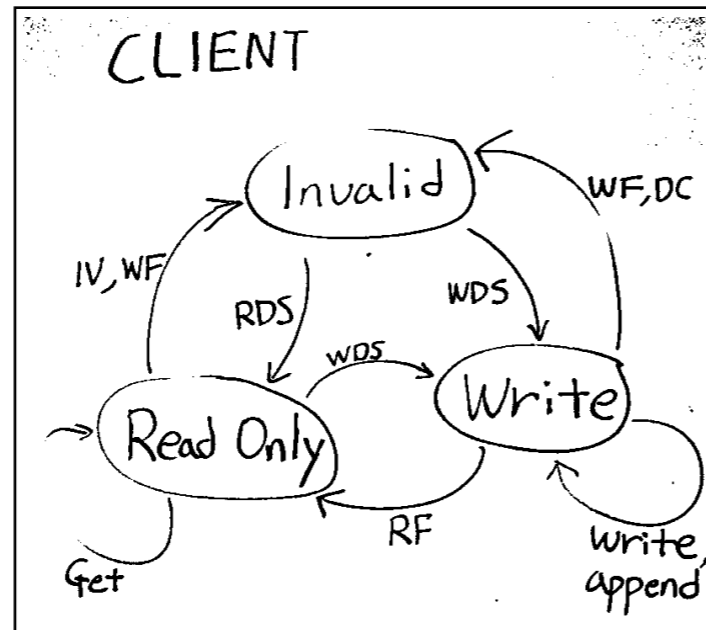 CLIENT
Invalid
WF,DC
IV,WF
RDS
WDS
WDS
Write
Read Only
RF
Get
Write,
append